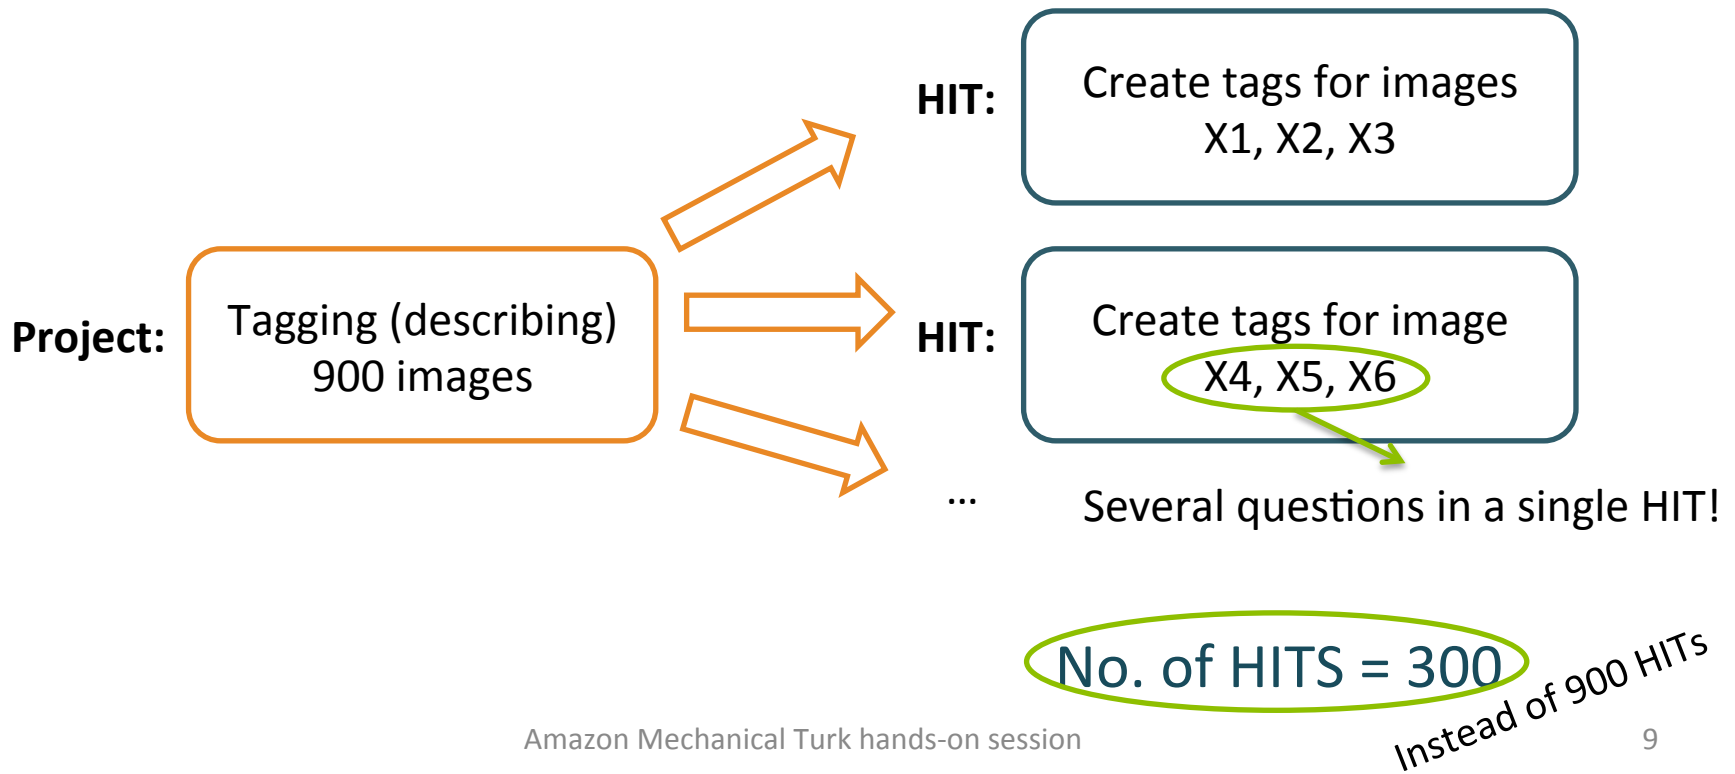 HIT:
Create tags for images
X1, X2, X3
Project:
Tagging (describing)
900 images
HIT:
Create tags for image
X4, X5, X6
...
Several questions in a single HIT!
No. of HITS = 300
Instead of 900 HITs
Amazon Mechanical Turk hands-on session
9